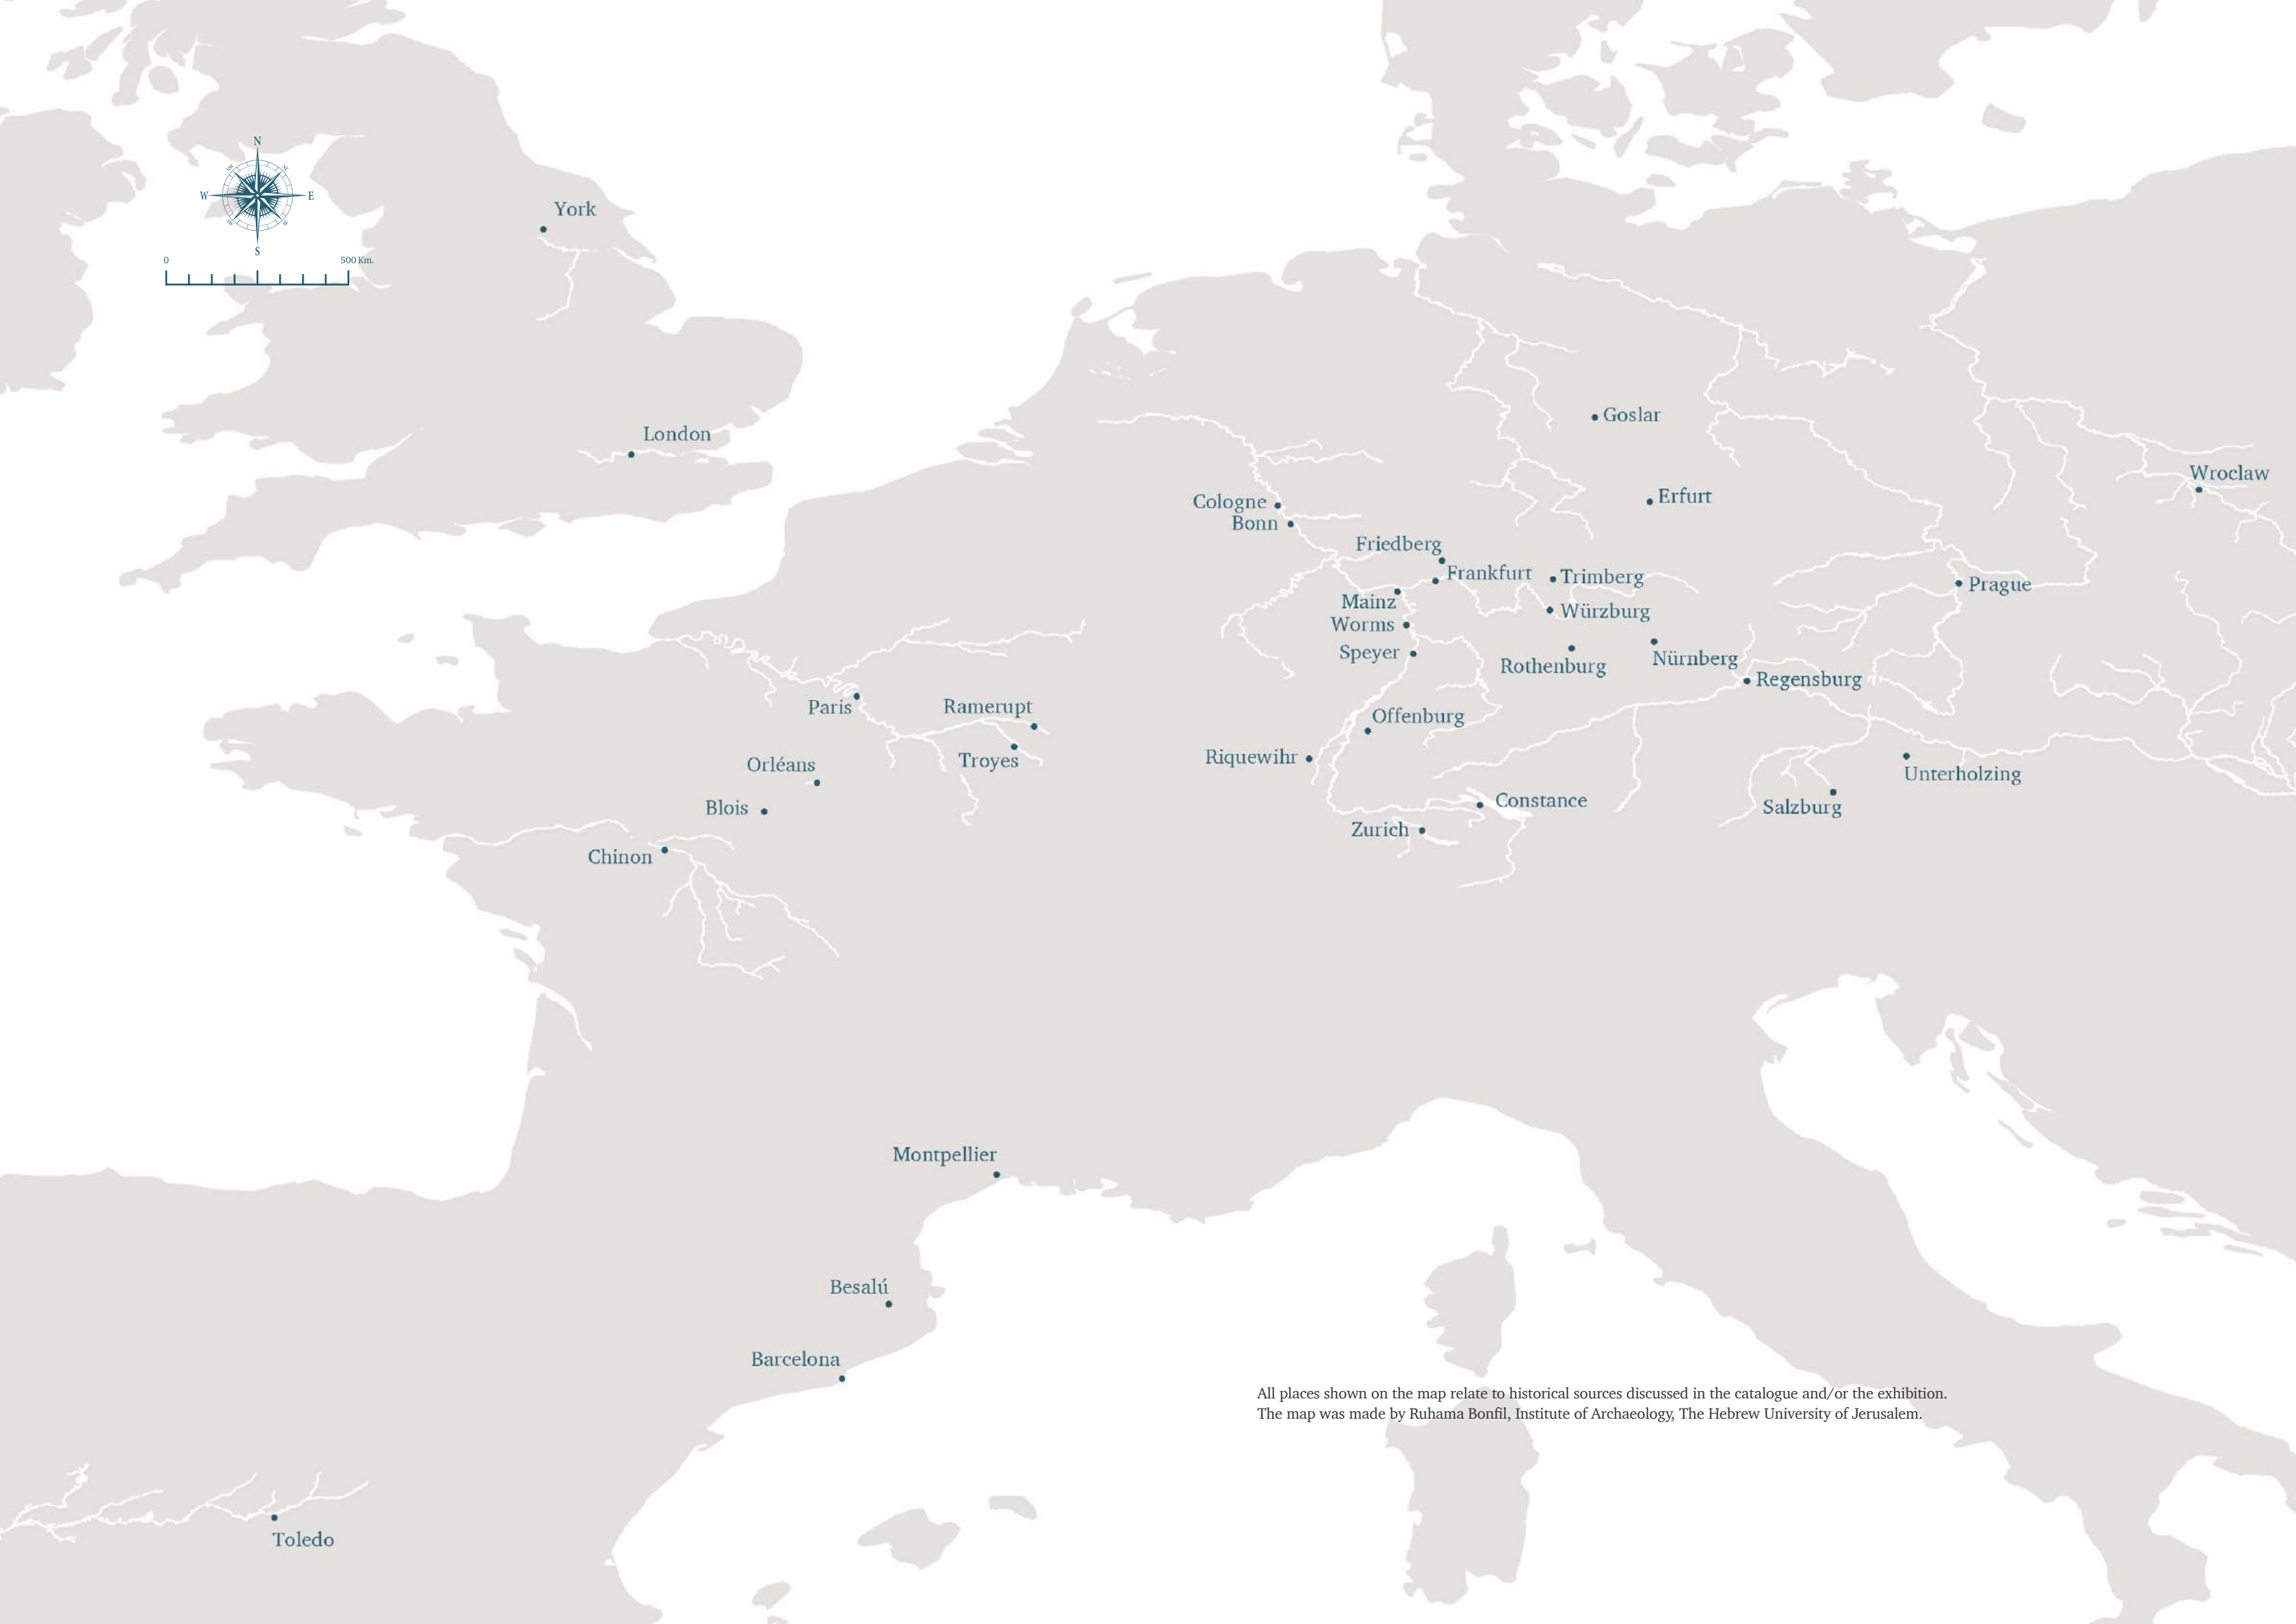 N
W
E
S
0
500 Km.
York
London
Goslar
Wroclaw
Cologne
Erfurt
Bonn
Friedberg
Frankfurt
Trimberg
Prague
Mainz
Würzburg
Worms
Speyer
Nürnberg
Rothenburg
Regensburg
Paris
Ramerupt
Offenburg
Riquewihr
Troyes
Orléans
Unterholzing
Constance
Blois
Salzburg
Zurich
Chinon
Montpellier
Besalú
Barcelona
All places shown on the map relate to historical sources discussed in the catalogue and/or the exhibition.
The map was made by Ruhama Bonfil, Institute of Archaeology, The Hebrew University of Jerusalem.
Toledo